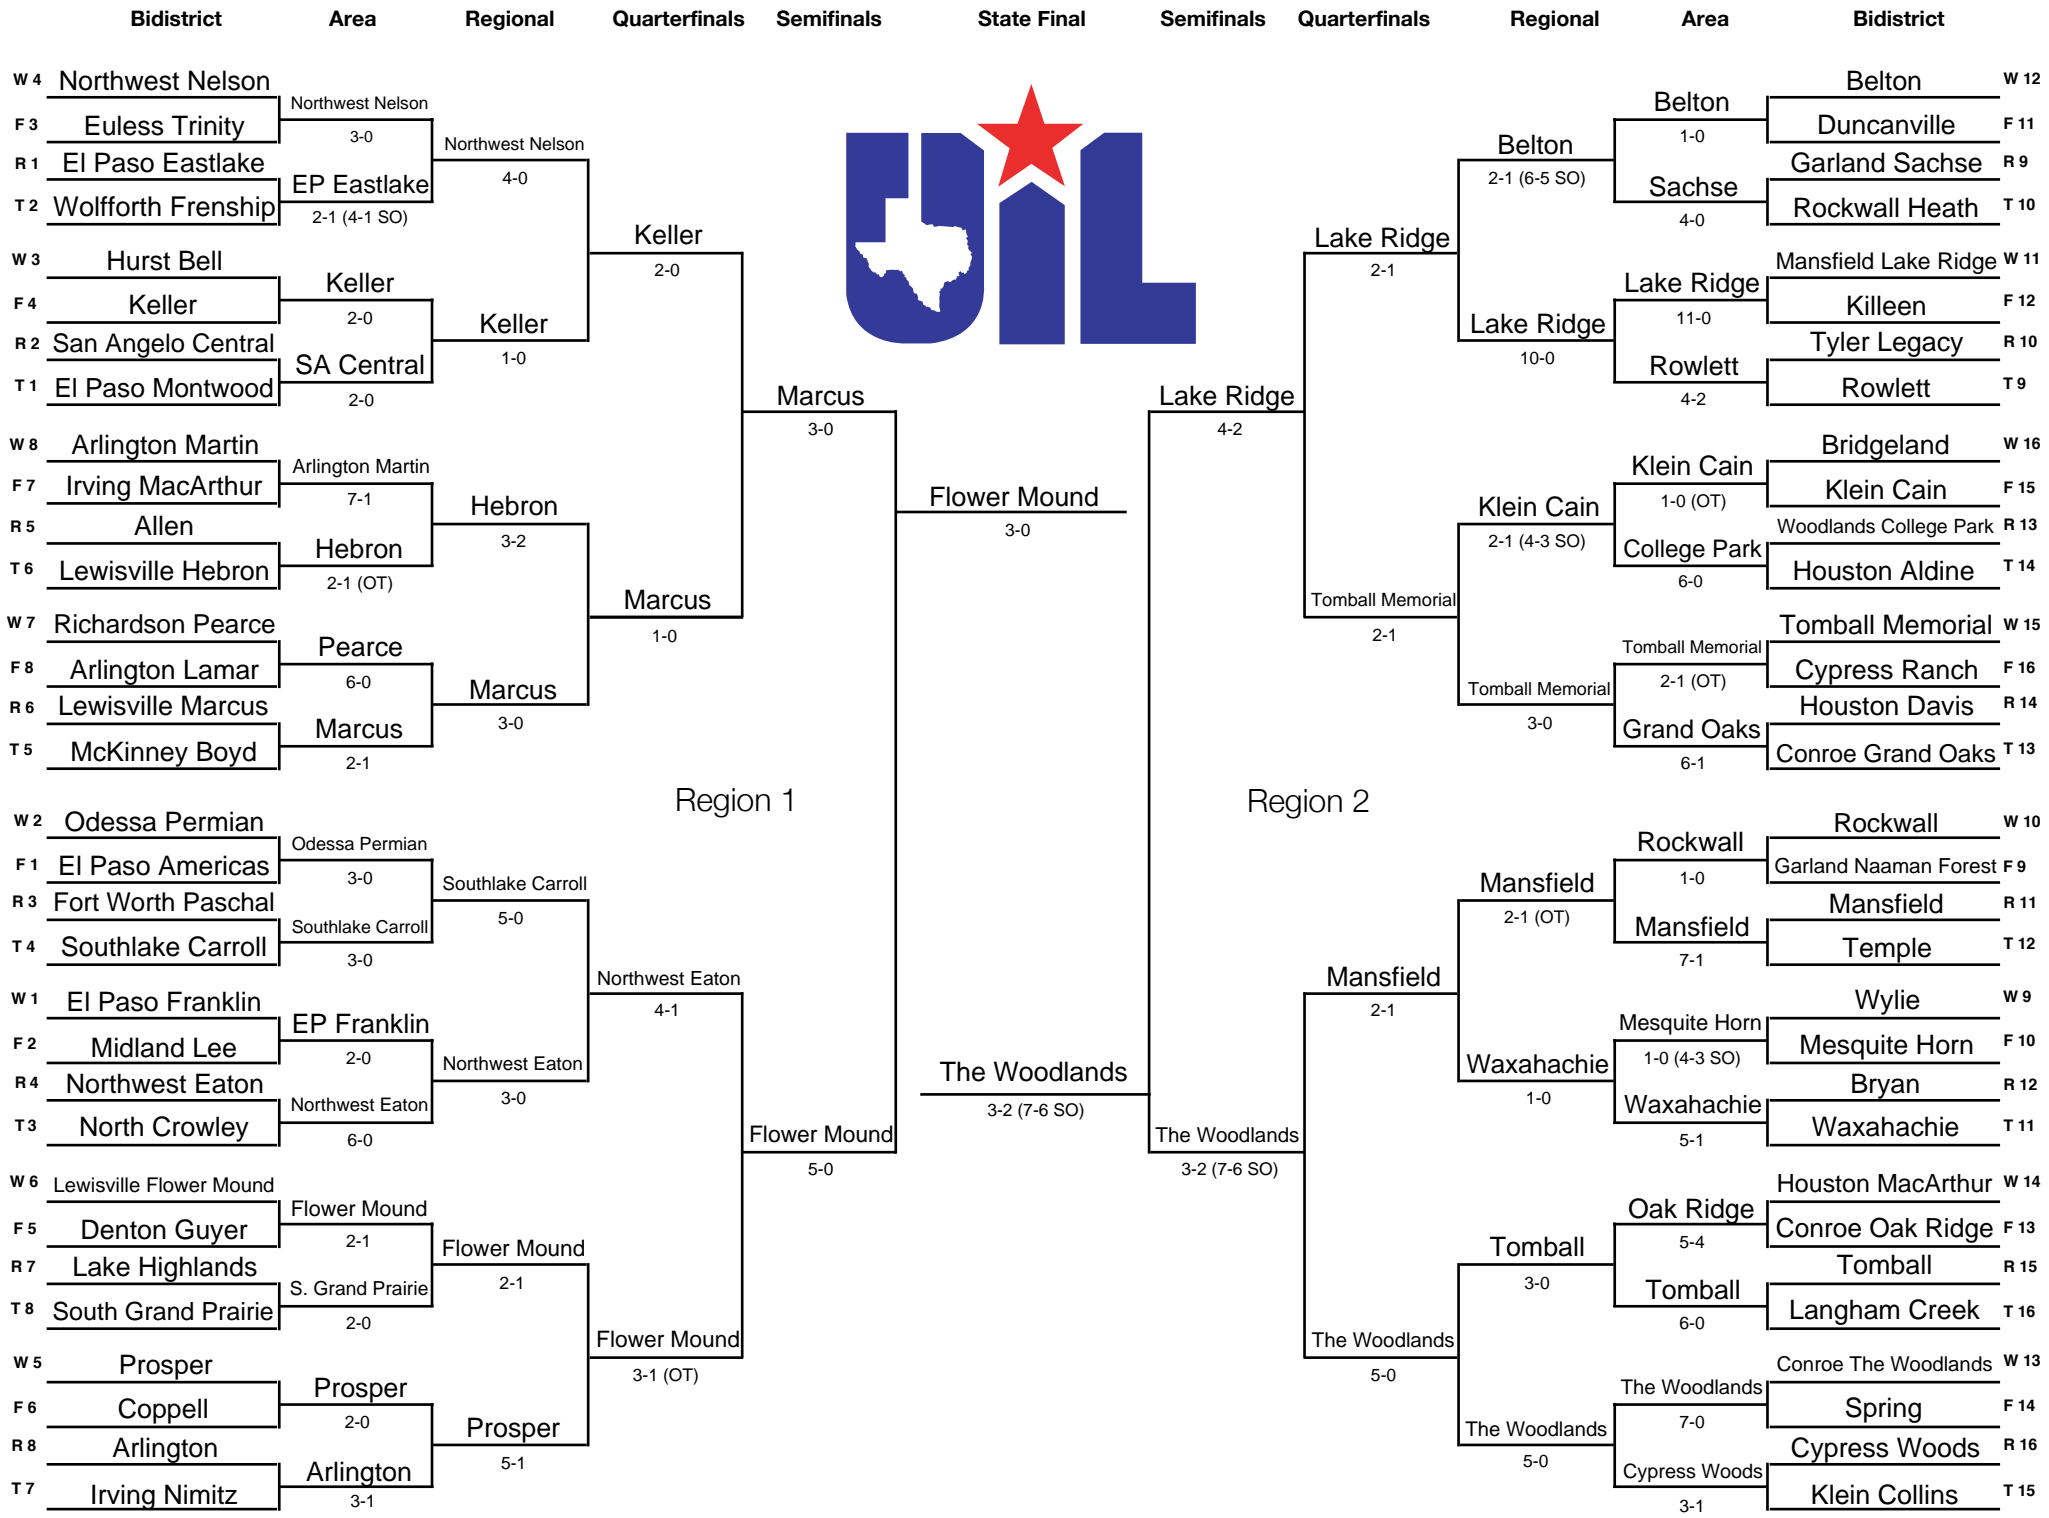 Bidistrict Area Regional Quarterfinals Semifinals State Final Semifinals Quarterfinals Regional Area Bidistrict
W 4 Northwest Nelson
Northwest Nelson
F 3 Euless Trinity
3-0
Northwest Nelson
4-0
R 1 El Paso Eastlake
EP Eastlake
T 2 Wolfforth Frenship
2-1 (4-1 SO)
Keller
2-0
W 3 Hurst Bell
Keller
F 4 Keller
2-0
Keller
1-0
R 2 San Angelo Central
SA Central
T 1 El Paso Montwood
2-0
Marcus
3-0
W 8 Arlington Martin
Arlington Martin
F 7 Irving MacArthur
7-1
Hebron
3-2
R 5 Allen
Hebron
T 6 Lewisville Hebron
2-1 (OT)
Marcus
1-0
W 7 Richardson Pearce
Pearce
F 8 Arlington Lamar
6-0
Marcus
3-0
R 6 Lewisville Marcus
Marcus
T 5 McKinney Boyd
2-1
Region 1
W 2 Odessa Permian
Odessa Permian
F 1 El Paso Americas
3-0
Southlake Carroll
5-0
R 3 Fort Worth Paschal
Southlake Carroll
T 4 Southlake Carroll
3-0
Northwest Eaton
4-1
W 1 El Paso Franklin
EP Franklin
F 2 Midland Lee
2-0
Northwest Eaton
3-0
R 4 Northwest Eaton
Northwest Eaton
T 3 North Crowley
6-0
Flower Mound
5-0
W 6 Lewisville Flower Mound
Flower Mound
F 5 Denton Guyer
2-1
Flower Mound
2-1
R 7 Lake Highlands
S. Grand Prairie
T 8 South Grand Prairie
2-0
Flower Mound
3-1 (OT)
W 5 Prosper
Prosper
F 6 Coppell
2-0
Prosper
5-1
R 8 Arlington
Arlington
T 7 Irving Nimitz
3-1
UIL
Flower Mound
3-0
The Woodlands
3-2 (7-6 SO)
Belton W 12
Belton
Duncanville F 11
1-0
Belton
2-1 (6-5 SO)
Garland Sachse R 9
Sachse
Rockwall Heath T 10
4-0
Lake Ridge
2-1
Mansfield Lake Ridge W 11
Lake Ridge
Killeen F 12
11-0
Lake Ridge
10-0
Tyler Legacy R 10
Rowlett
Rowlett T 9
4-2
Lake Ridge
4-2
Bridgeland W 16
Klein Cain
Klein Cain F 15
1-0 (OT)
Klein Cain
2-1 (4-3 SO)
Woodlands College Park R 13
College Park
Houston Aldine T 14
6-0
Tomball Memorial
2-1
Tomball Memorial W 15
Tomball Memorial
Cypress Ranch F 16
2-1 (OT)
Tomball Memorial
3-0
Houston Davis R 14
Grand Oaks
Conroe Grand Oaks T 13
6-1
Region 2
Rockwall W 10
Rockwall
Garland Naaman Forest F 9
1-0
Mansfield
2-1 (OT)
Mansfield R 11
Mansfield
Temple T 12
7-1
Mansfield
2-1
Wylie W 9
Mesquite Horn
Mesquite Horn F 10
1-0 (4-3 SO)
Waxahachie
1-0
Bryan R 12
Waxahachie
Waxahachie T 11
5-1
The Woodlands
3-2 (7-6 SO)
Houston MacArthur W 14
Oak Ridge
Conroe Oak Ridge F 13
5-4
Tomball
3-0
Tomball R 15
Tomball
Langham Creek T 16
6-0
The Woodlands
5-0
Conroe The Woodlands W 13
The Woodlands
Spring F 14
7-0
The Woodlands
5-0
Cypress Woods R 16
Cypress Woods
Klein Collins T 15
3-1